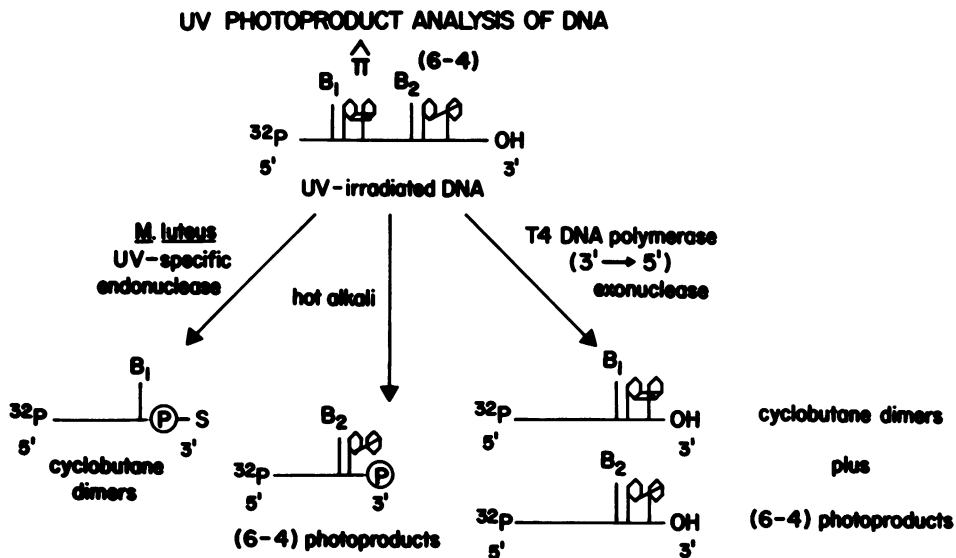 UV PHOTOPRODUCT ANALYSIS OF DNA
π̂ (6-4)
B₁ B₂
³²P OH
5' 3'
UV-irradiated DNA
M. luteus
UV-specific
endonuclease
hot alkali
T4 DNA polymerase
(3' → 5')
exonuclease
B₁
³²P P-S
5' 3'
cyclobutane
dimers
B₂
³²P P
5' 3'
(6-4) photoproducts
B₁
³²P OH
5' 3'
B₂
³²P OH
5' 3'
cyclobutane dimers
plus
(6-4) photoproducts